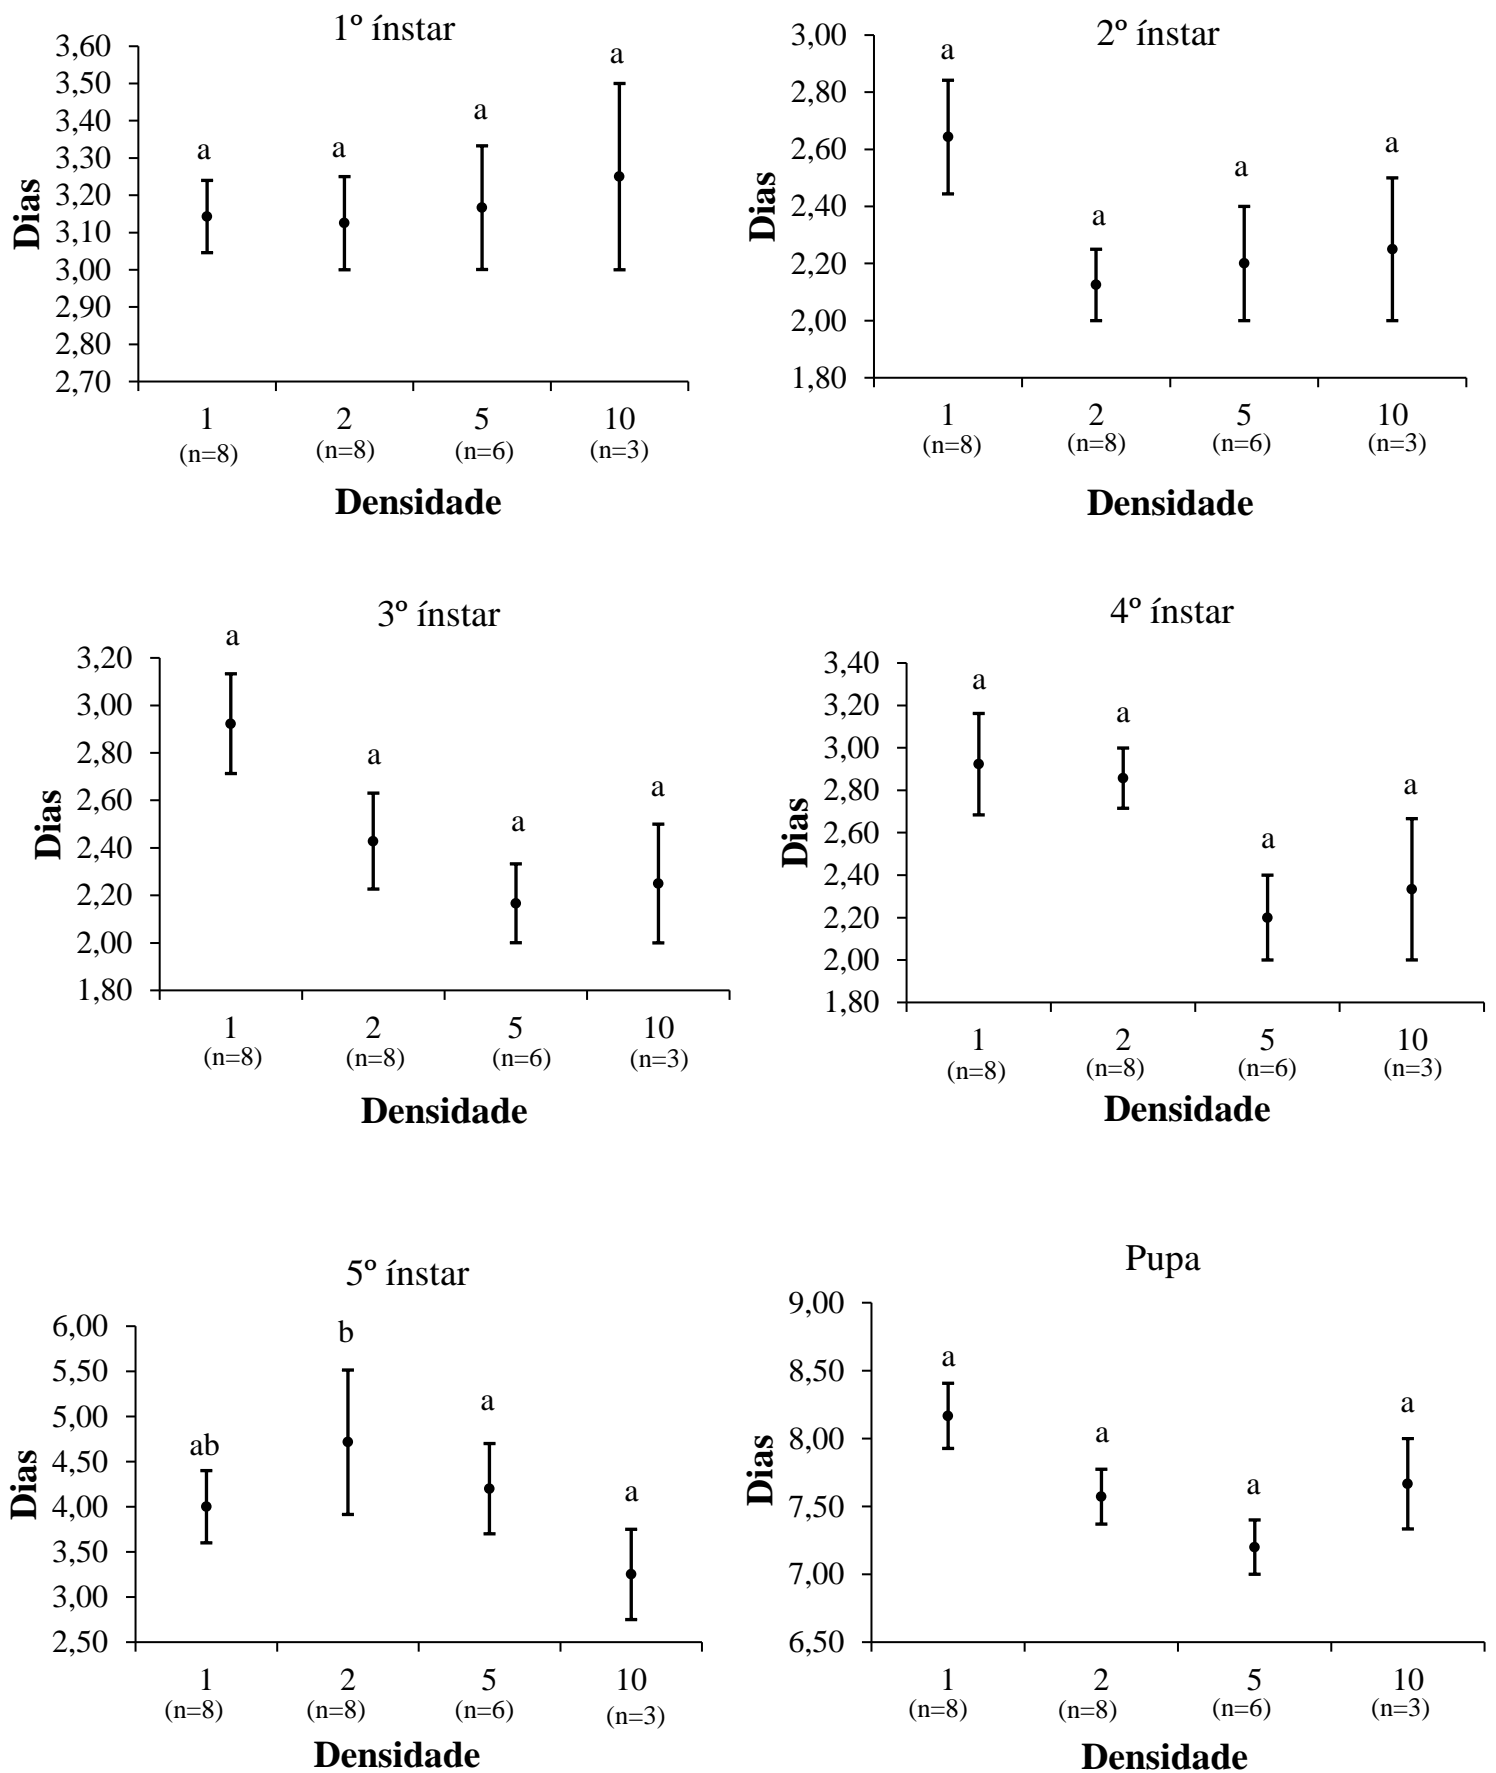 1º ínstar
3,60
3,50
3,40
3,30
3,20
3,10
3,00
2,90
2,80
2,70
Dias
a a a a
1 2 5 10
(n=8) (n=8) (n=6) (n=3)
Densidade
2º ínstar
3,00
2,80
2,60
2,40
2,20
2,00
1,80
Dias
a a a a
1 2 5 10
(n=8) (n=8) (n=6) (n=3)
Densidade
3º ínstar
3,20
3,00
2,80
2,60
2,40
2,20
2,00
1,80
Dias
a a a a
1 2 5 10
(n=8) (n=8) (n=6) (n=3)
Densidade
4º ínstar
3,40
3,20
3,00
2,80
2,60
2,40
2,20
2,00
1,80
Dias
a a a a
1 2 5 10
(n=8) (n=8) (n=6) (n=3)
Densidade
5º ínstar
6,00
5,50
5,00
4,50
4,00
3,50
3,00
2,50
Dias
ab b a a
1 2 5 10
(n=8) (n=8) (n=6) (n=3)
Densidade
Pupa
9,00
8,50
8,00
7,50
7,00
6,50
Dias
a a a a
1 2 5 10
(n=8) (n=8) (n=6) (n=3)
Densidade